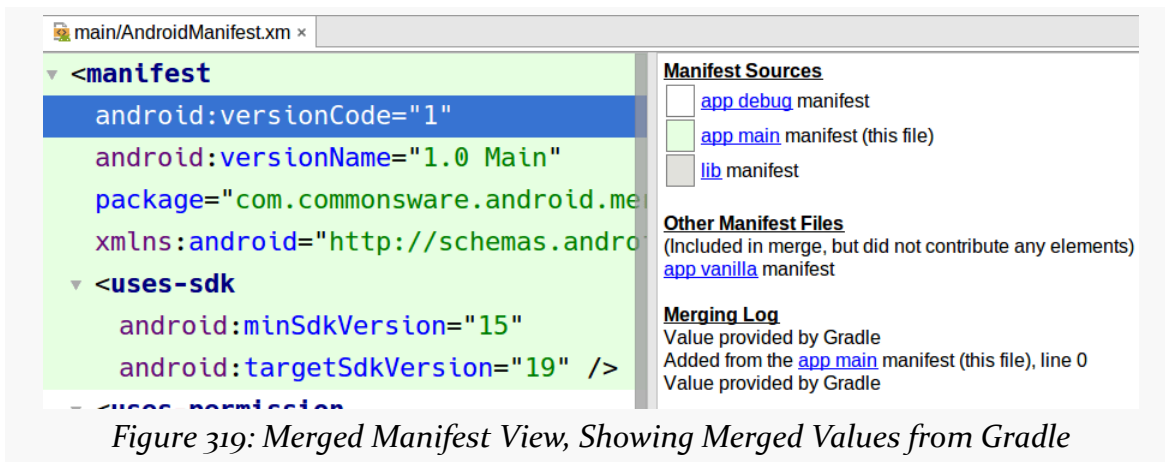 main/AndroidManifest.xm ×
<manifest
android:versionCode="1"
android:versionName="1.0 Main"
package="com.commonsware.android.me
xmlns:android="http://schemas.andro
<uses-sdk
android:minSdkVersion="15"
android:targetSdkVersion="19" />
<uses-permission
Manifest Sources
app debug manifest
app main manifest (this file)
lib manifest
Other Manifest Files
(Included in merge, but did not contribute any elements)
app vanilla manifest
Merging Log
Value provided by Gradle
Added from the app main manifest (this file), line 0
Value provided by Gradle
Figure 319: Merged Manifest View, Showing Merged Values from Gradle